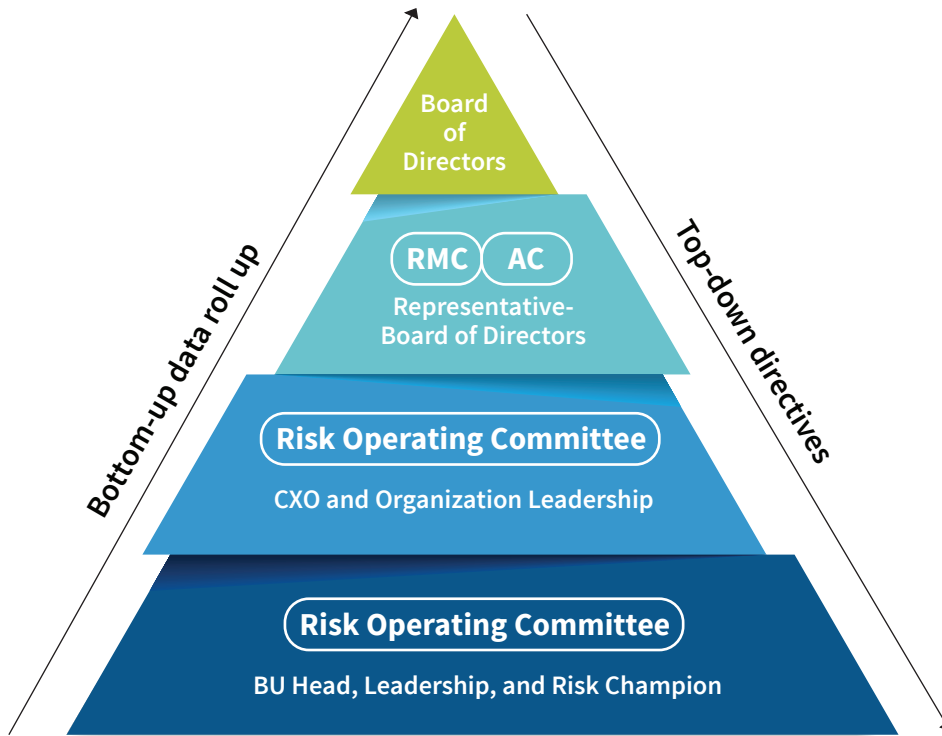 Board
of
Directors
RMC AC
Representative-
Board of Directors
Risk Operating Committee
CXO and Organization Leadership
Risk Operating Committee
BU Head, Leadership, and Risk Champion
Bottom-up data roll up
Top-down directives